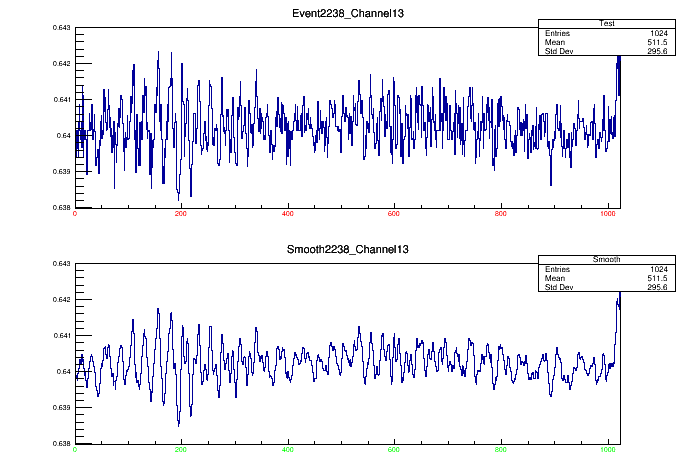 Event2238_Channel13
Test
Entries 1024
Mean 511.5
Std Dev 295.6
0.643
0.642
0.641
0.64
0.639
0.638
0 200 400 600 800 1000
Smooth2238_Channel13
Smooth
Entries 1024
Mean 511.5
Std Dev 295.6
0.643
0.642
0.641
0.64
0.639
0.638
0 200 400 600 800 1000